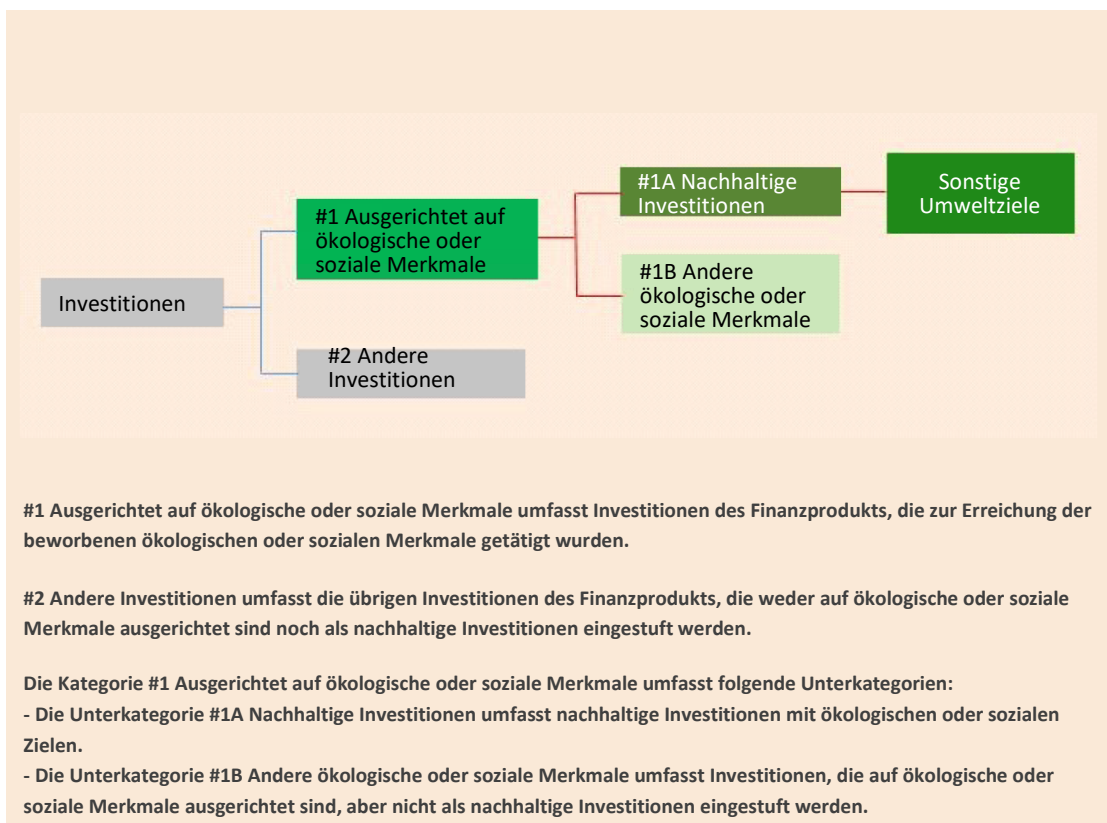 #1A Nachhaltige
Investitionen
Sonstige
Umweltziele
#1 Ausgerichtet auf
ökologische oder
soziale Merkmale
#1B Andere
ökologische oder
soziale Merkmale
Investitionen
#2 Andere
Investitionen
#1 Ausgerichtet auf ökologische oder soziale Merkmale umfasst Investitionen des Finanzprodukts, die zur Erreichung der
beworbenen ökologischen oder sozialen Merkmale getätigt wurden.
#2 Andere Investitionen umfasst die übrigen Investitionen des Finanzprodukts, die weder auf ökologische oder soziale
Merkmale ausgerichtet sind noch als nachhaltige Investitionen eingestuft werden.
Die Kategorie #1 Ausgerichtet auf ökologische oder soziale Merkmale umfasst folgende Unterkategorien:
- Die Unterkategorie #1A Nachhaltige Investitionen umfasst nachhaltige Investitionen mit ökologischen oder sozialen
Zielen.
- Die Unterkategorie #1B Andere ökologische oder soziale Merkmale umfasst Investitionen, die auf ökologische oder
soziale Merkmale ausgerichtet sind, aber nicht als nachhaltige Investitionen eingestuft werden.